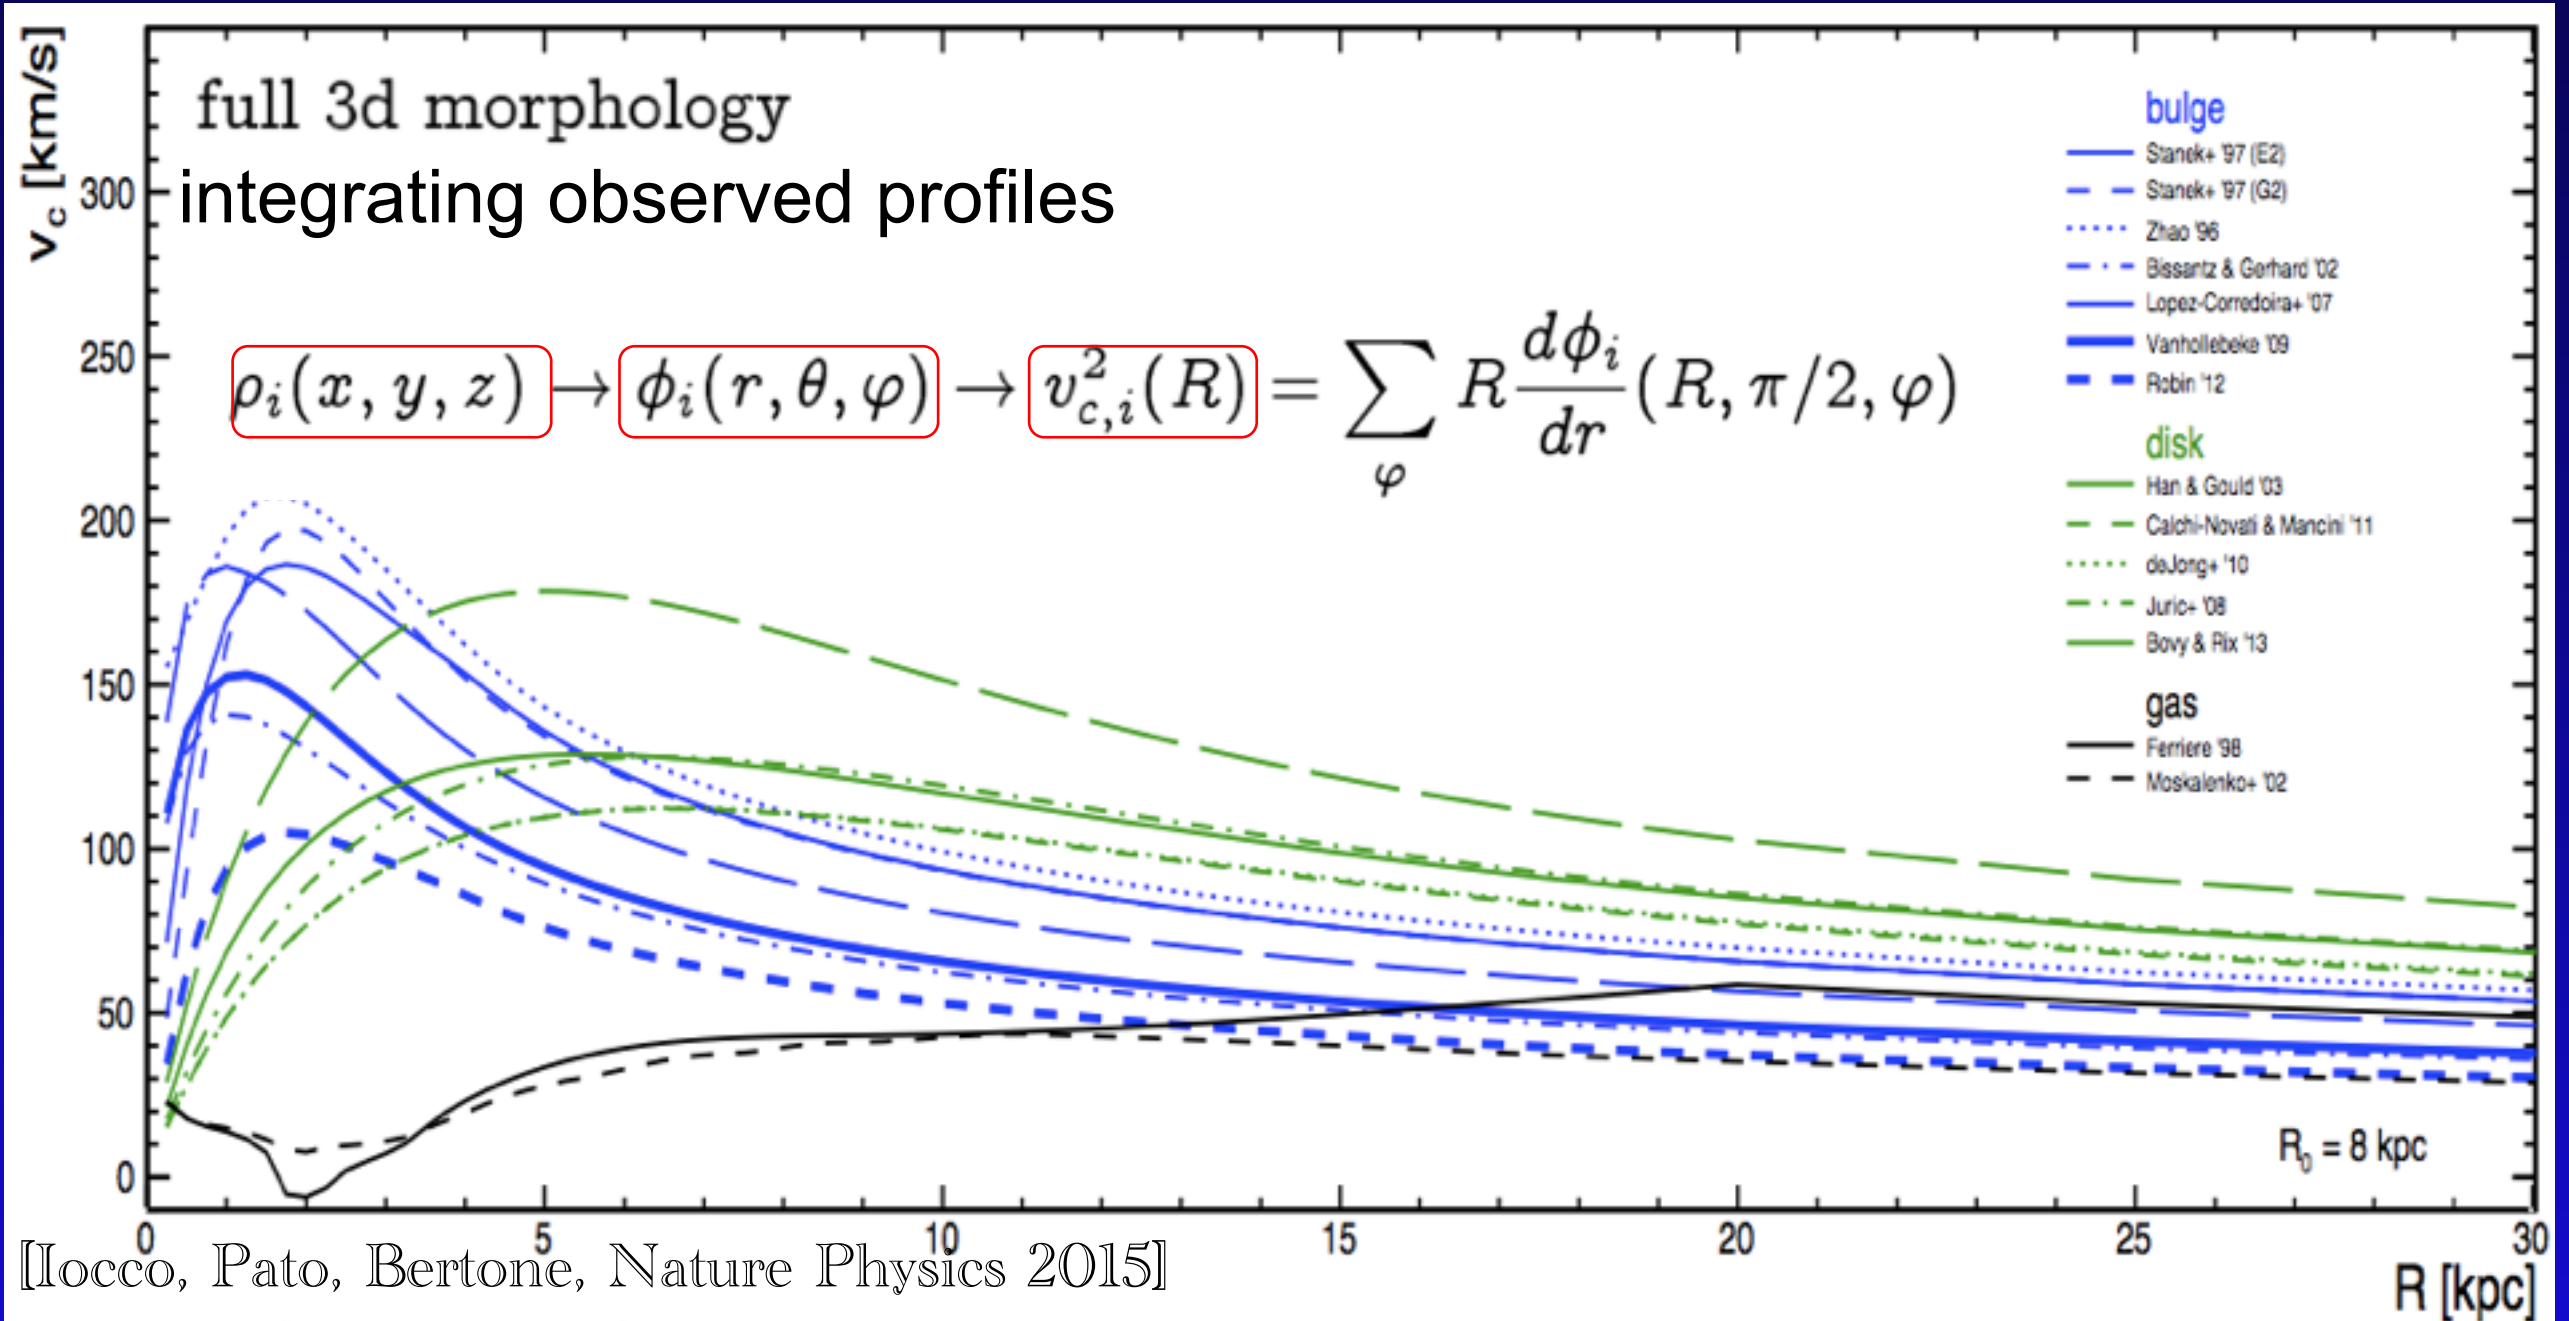 v_c [km/s]
full 3d morphology
integrating observed profiles
ρ_i(x, y, z) → ϕ_i(r, θ, φ) → v²_{c,i}(R) = ∑_φ R dϕ_i/dr (R, π/2, φ)
300
250
200
150
100
50
0
bulge
Stanek+ '97 (E2)
Stanek+ '97 (G2)
Zhao '96
Bissantz & Gerhard '02
Lopez-Corredoira+ '07
Vanhollebeke '09
Robin '12
disk
Han & Gould '03
Calchi-Novati & Mancini '11
deJong+ '10
Juric+ '08
Bovy & Rix '13
gas
Ferriere '98
Moskalenko+ '02
R_0 = 8 kpc
0 5 10 15 20 25 30
[Iocco, Pato, Bertone, Nature Physics 2015]
R [kpc]